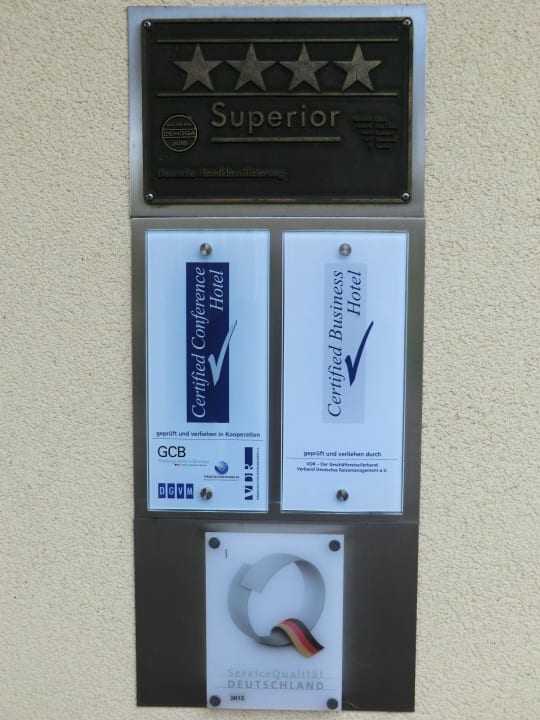 Superior
DEHOGA
2015
Deutsche Hotelklassifizierung
Certified Conference
Hotel
geprüft und verliehen in Kooperation
GCB
DGVM
VDR
Certified Business
Hotel
geprüft und verliehen durch
VDR – Der GeschäftsreiseVerband
Verband Deutsches Reisemanagement e.V.
I
ServiceQualität
DEUTSCHLAND
2013